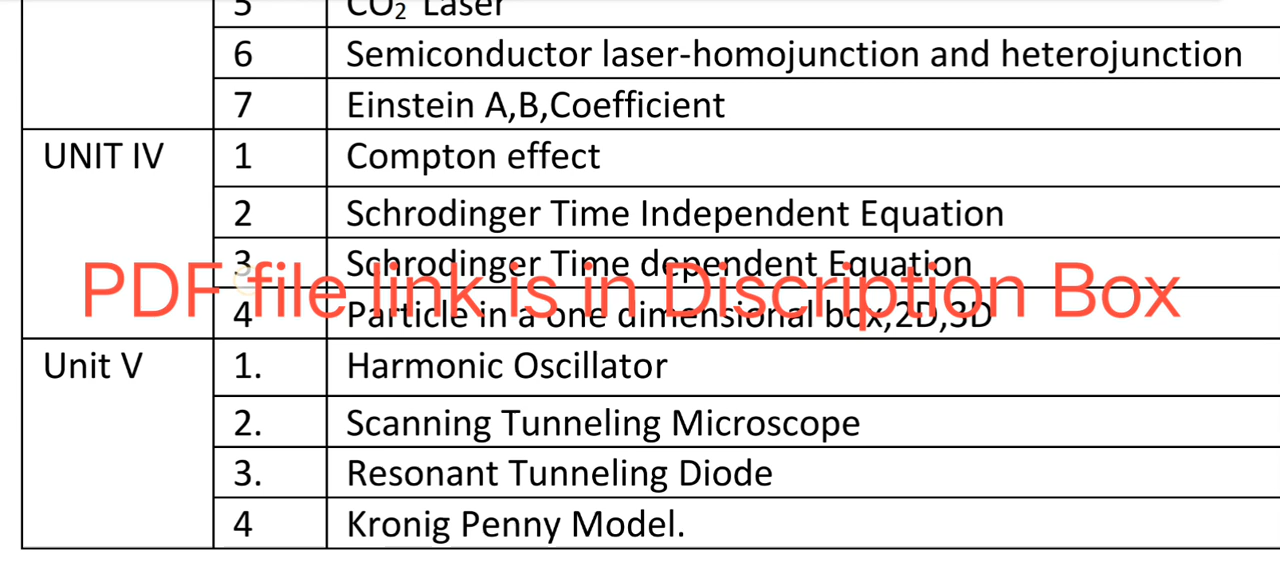 5 CO₂ Laser
6 Semiconductor laser-homojunction and heterojunction
7 Einstein A,B,Coefficient
UNIT IV 1 Compton effect
2 Schrodinger Time Independent Equation
3 Schrodinger Time dependent Equation
PDF file link is in Discription Box
4 Particle in a one dimensional box,2D,3D
Unit V 1. Harmonic Oscillator
2. Scanning Tunneling Microscope
3. Resonant Tunneling Diode
4 Kronig Penny Model.